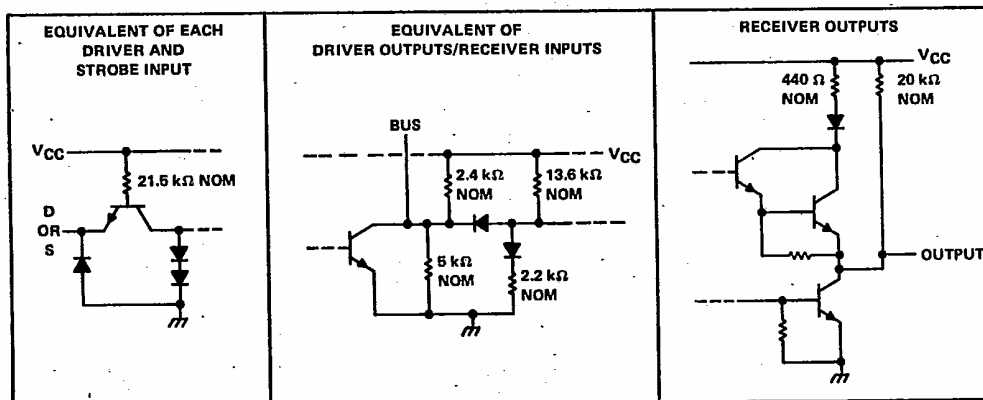 EQUIVALENT OF EACH
DRIVER AND
STROBE INPUT
VCC
21.5 kΩ NOM
D
OR
S
EQUIVALENT OF
DRIVER OUTPUTS/RECEIVER INPUTS
BUS
VCC
2.4 kΩ
NOM
13.6 kΩ
NOM
5 kΩ
NOM
2.2 kΩ
NOM
RECEIVER OUTPUTS
VCC
440 Ω
NOM
20 kΩ
NOM
OUTPUT